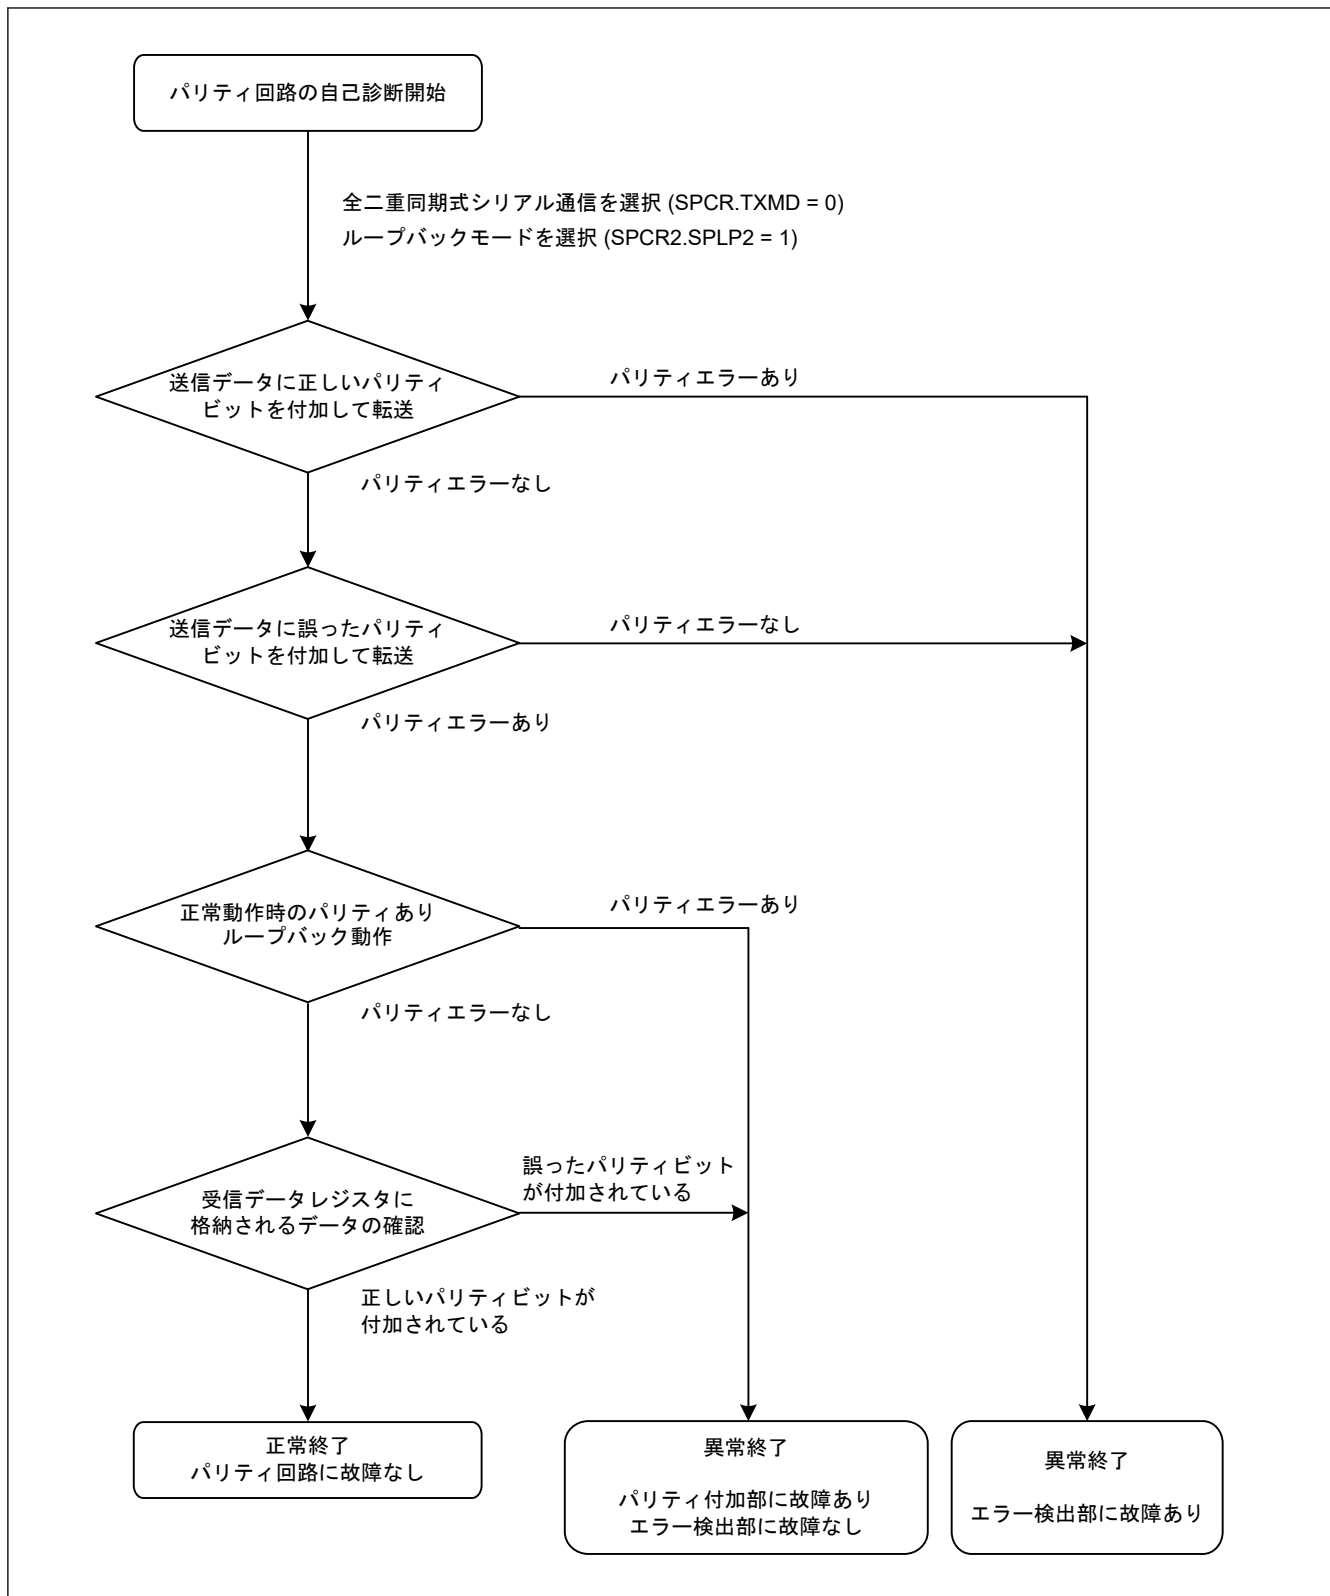 パリティ回路の自己診断開始
全二重同期式シリアル通信を選択 (SPCR.TXMD = 0)
ループバックモードを選択 (SPCR2.SPLP2 = 1)
送信データに正しいパリティ
ビットを付加して転送
パリティエラーあり
パリティエラーなし
送信データに誤ったパリティ
ビットを付加して転送
パリティエラーなし
パリティエラーあり
正常動作時のパリティあり
ループバック動作
パリティエラーあり
パリティエラーなし
受信データレジスタに
格納されるデータの確認
誤ったパリティビット
が付加されている
正しいパリティビットが
付加されている
正常終了
パリティ回路に故障なし
異常終了
パリティ付加部に故障あり
エラー検出部に故障なし
異常終了
エラー検出部に故障あり